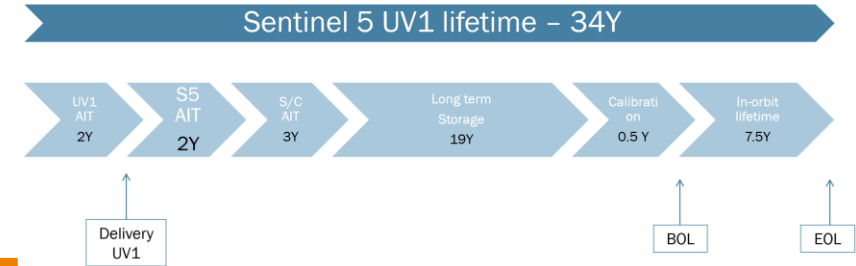 Sentinel 5 UV1 lifetime – 34Y
UV1
AIT
2Y
S5
AIT
2Y
S/C
AIT
3Y
Long term
Storage
19Y
Calibrati
on
0.5 Y
In-orbit
lifetime
7.5Y
Delivery
UV1
BOL
EOL